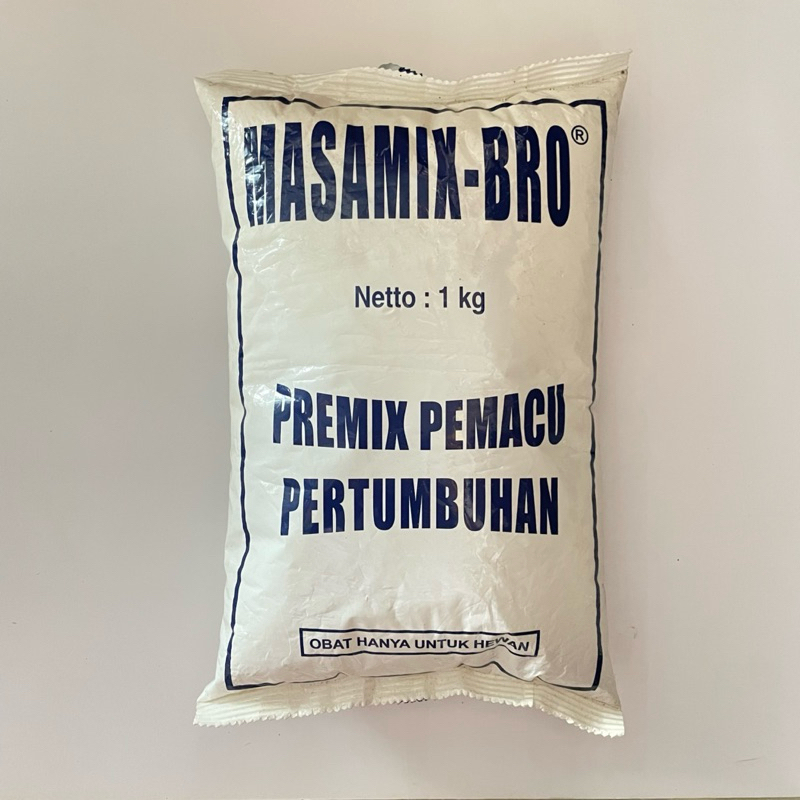 MASAMIX-BRO®
Netto : 1 kg
PREMIX PEMACU
PERTUMBUHAN
OBAT HANYA UNTUK HEWAN